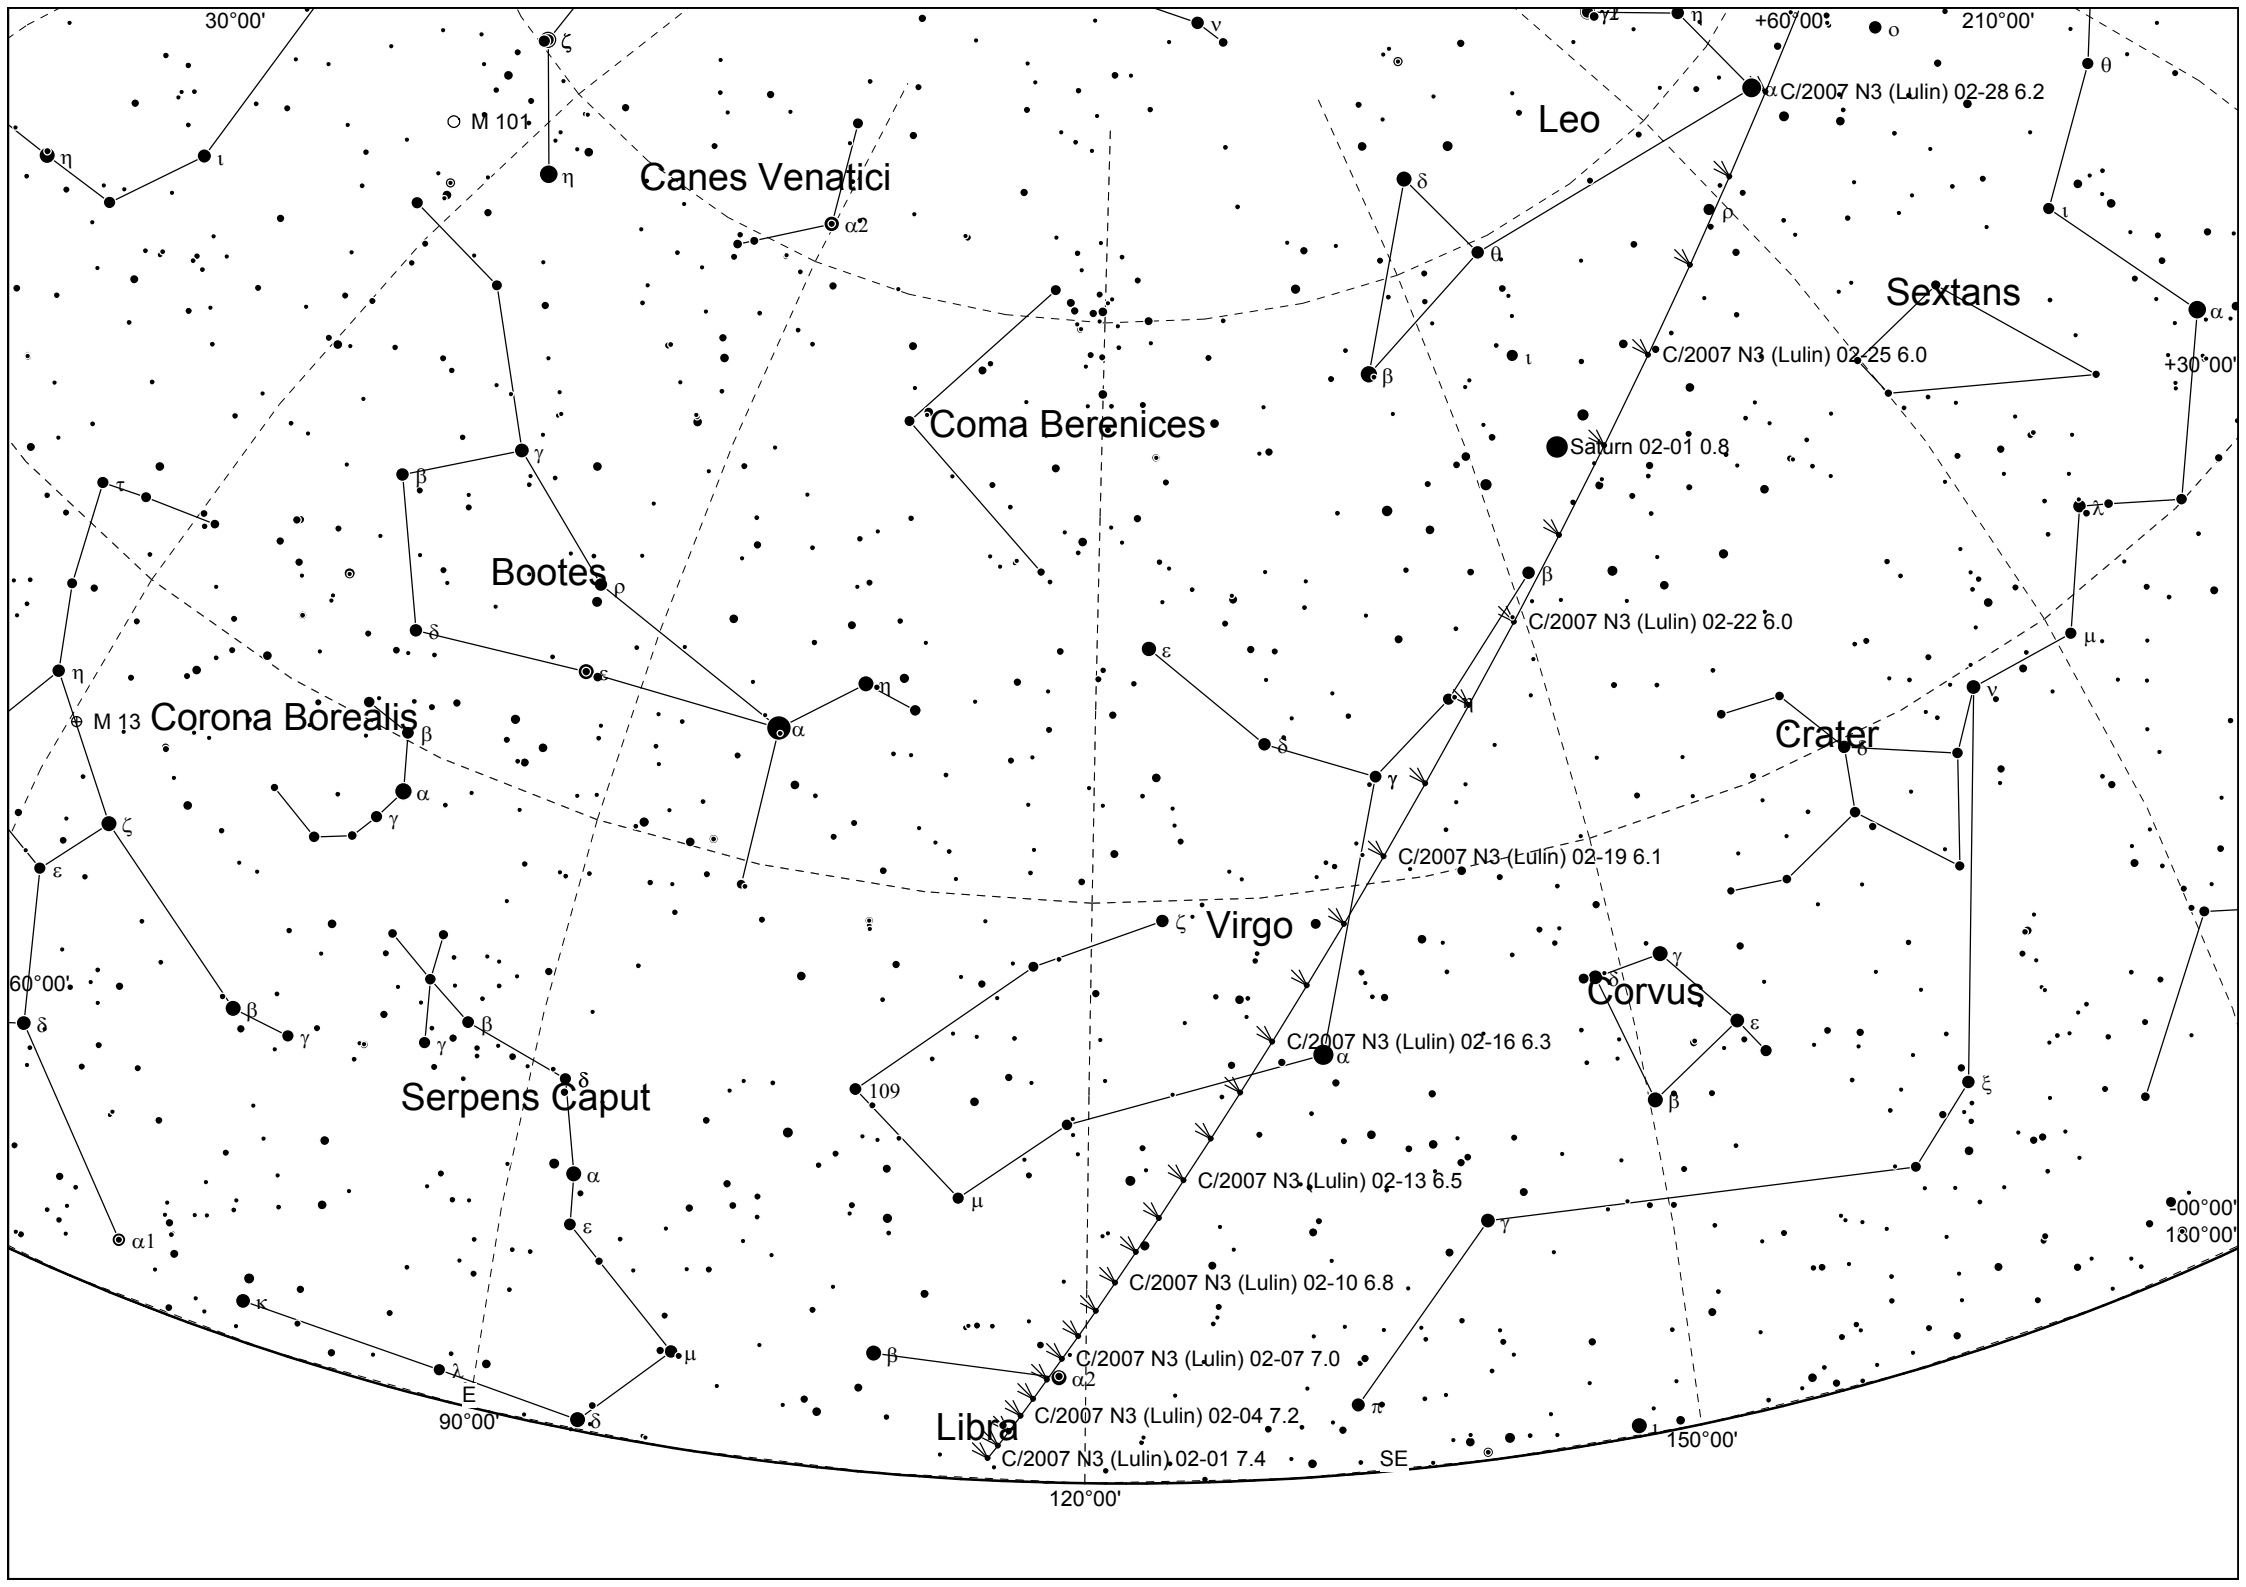 30°00'
ζ
ν
γ1
η
+60°00'
210°00'
ο
θ
α C/2007 N3 (Lulin) 02-28 6.2
M 101
Leo
η
ι
η
Canes Venatici
δ
ρ
ι
α2
θ
Sextans
α
ι
C/2007 N3 (Lulin) 02-25 6.0
+30°00'
β
Coma Berenices
γ
Saturn 02-01 0.8
β
τ
λ
Bootes
ρ
β
C/2007 N3 (Lulin) 02-22 6.0
δ
μ
ε
η
ε
η
ν
η
M 13
Corona Borealis
β
α
Crater
δ
δ
γ
α
γ
ζ
C/2007 N3 (Lulin) 02-19 6.1
ε
ζ
Virgo
γ
60°00'
δ
Corvus
β
δ
β
ε
γ
γ
C/2007 N3 (Lulin) 02-16 6.3
α
δ
ξ
109
Serpens Caput
β
α
C/2007 N3 (Lulin) 02-13 6.5
μ
-00°00'
ε
γ
180°00'
α1
C/2007 N3 (Lulin) 02-10 6.8
κ
μ
β
C/2007 N3 (Lulin) 02-07 7.0
λ
α2
E
π
90°00'
δ
Libra
C/2007 N3 (Lulin) 02-04 7.2
ι
150°00'
C/2007 N3 (Lulin) 02-01 7.4
SE
120°00'